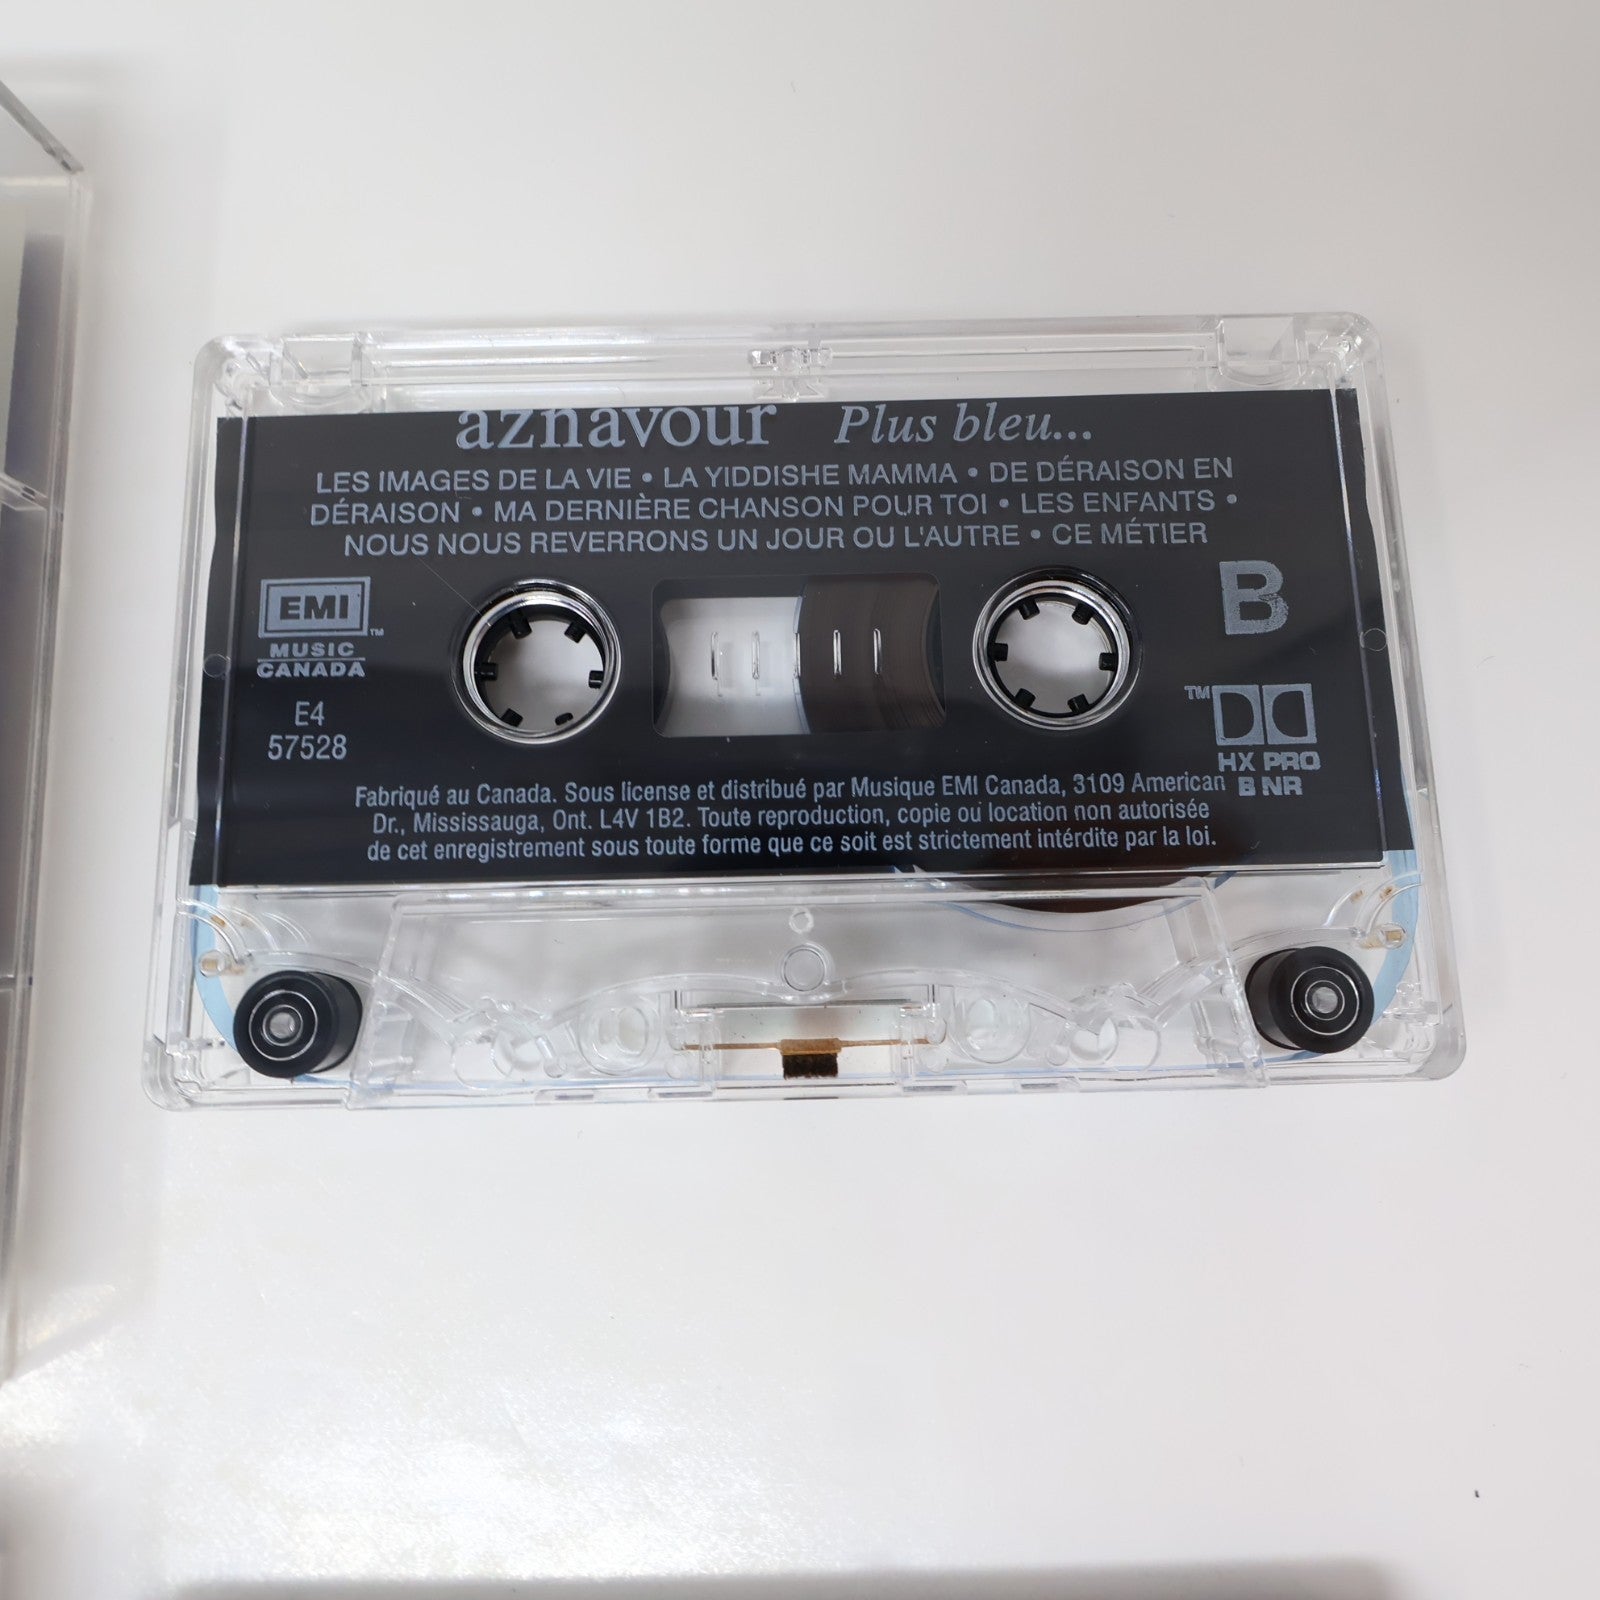 aznavour Plus bleu...
LES IMAGES DE LA VIE • LA YIDDISHE MAMMA • DE DÉRAISON EN
DÉRAISON • MA DERNIÈRE CHANSON POUR TOI • LES ENFANTS •
NOUS NOUS REVERRONS UN JOUR OU L'AUTRE • CE MÉTIER
EMI TM
MUSIC
CANADA
E4
57528
B
TM
HX PRO
B NR
Fabriqué au Canada. Sous license et distribué par Musique EMI Canada, 3109 American
Dr., Mississauga, Ont. L4V 1B2. Toute reproduction, copie ou location non autorisée
de cet enregistrement sous toute forme que ce soit est strictement intérdite par la loi.